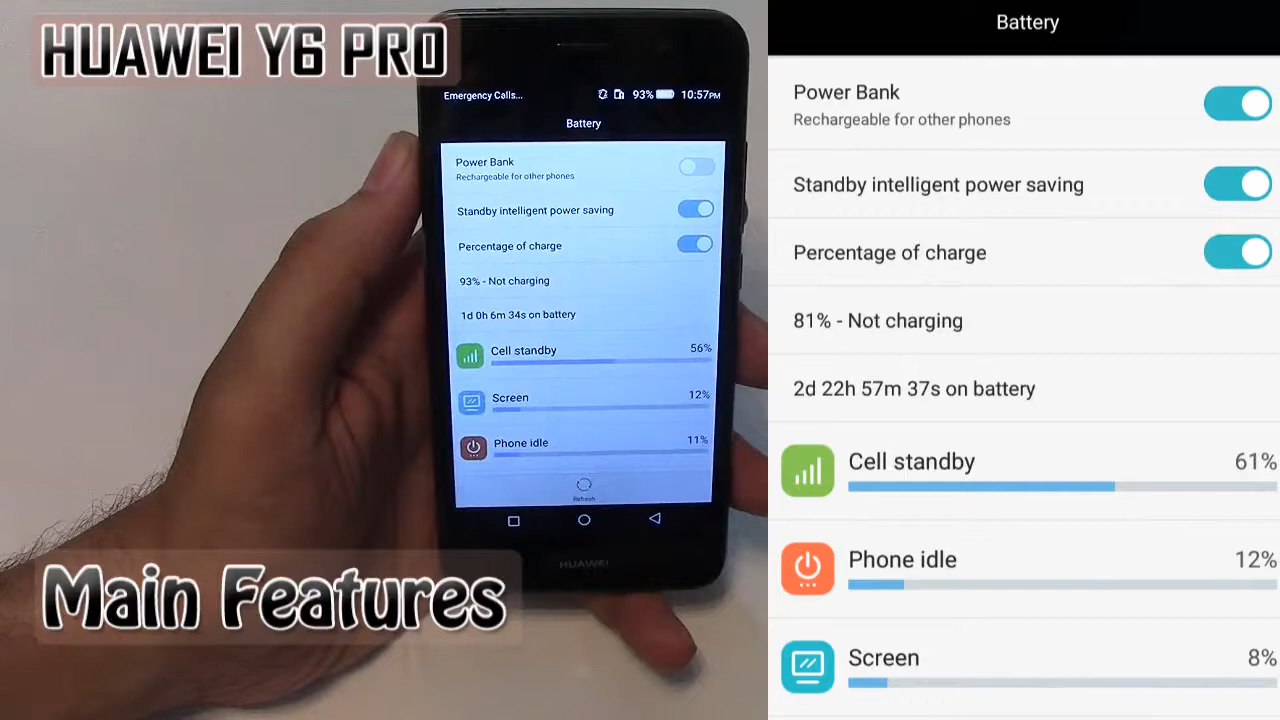 HUAWEI Y6 PRO
Emergency Calls... 93% 10:57PM
Battery
Power Bank
Rechargeable for other phones
Standby intelligent power saving
Percentage of charge
93% - Not charging
1d 0h 6m 34s on battery
Cell standby 56%
Screen 12%
Phone idle 11%
Refresh
HUAWEI
Main Features
Battery
Power Bank
Rechargeable for other phones
Standby intelligent power saving
Percentage of charge
81% - Not charging
2d 22h 57m 37s on battery
Cell standby 61%
Phone idle 12%
Screen 8%